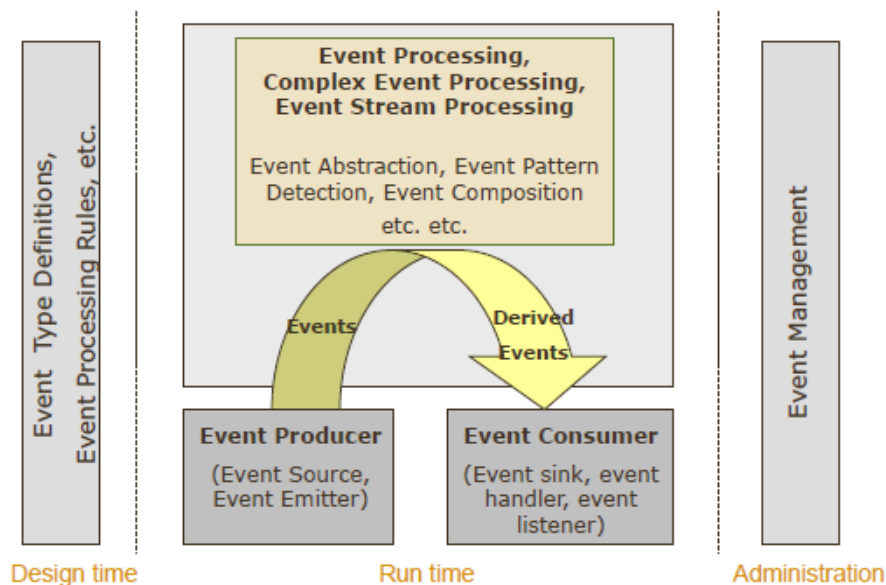 Event Type Definitions,
Event Processing Rules, etc.
Event Processing,
Complex Event Processing,
Event Stream Processing
Event Abstraction, Event Pattern
Detection, Event Composition
etc. etc.
Events
Derived
Events
Event Producer
(Event Source,
Event Emitter)
Event Consumer
(Event sink, event
handler, event
listener)
Event Management
Design time
Run time
Administration